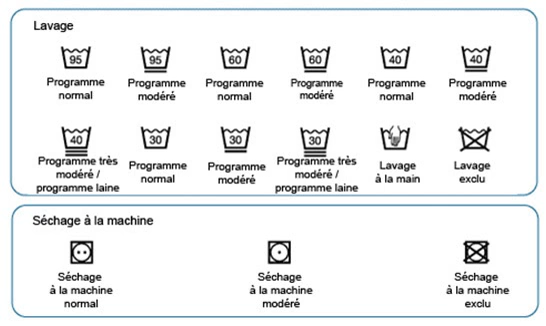 Lavage
95 95 60 60 40 40
Programme normal
Programme modéré
Programme normal
Programme modéré
Programme normal
Programme modéré
40 30 30 30
Programme très modéré / programme laine
Programme normal
Programme modéré
Programme très modéré / programme laine
Lavage à la main
Lavage exclu
Séchage à la machine
Séchage à la machine normal
Séchage à la machine modéré
Séchage à la machine exclu